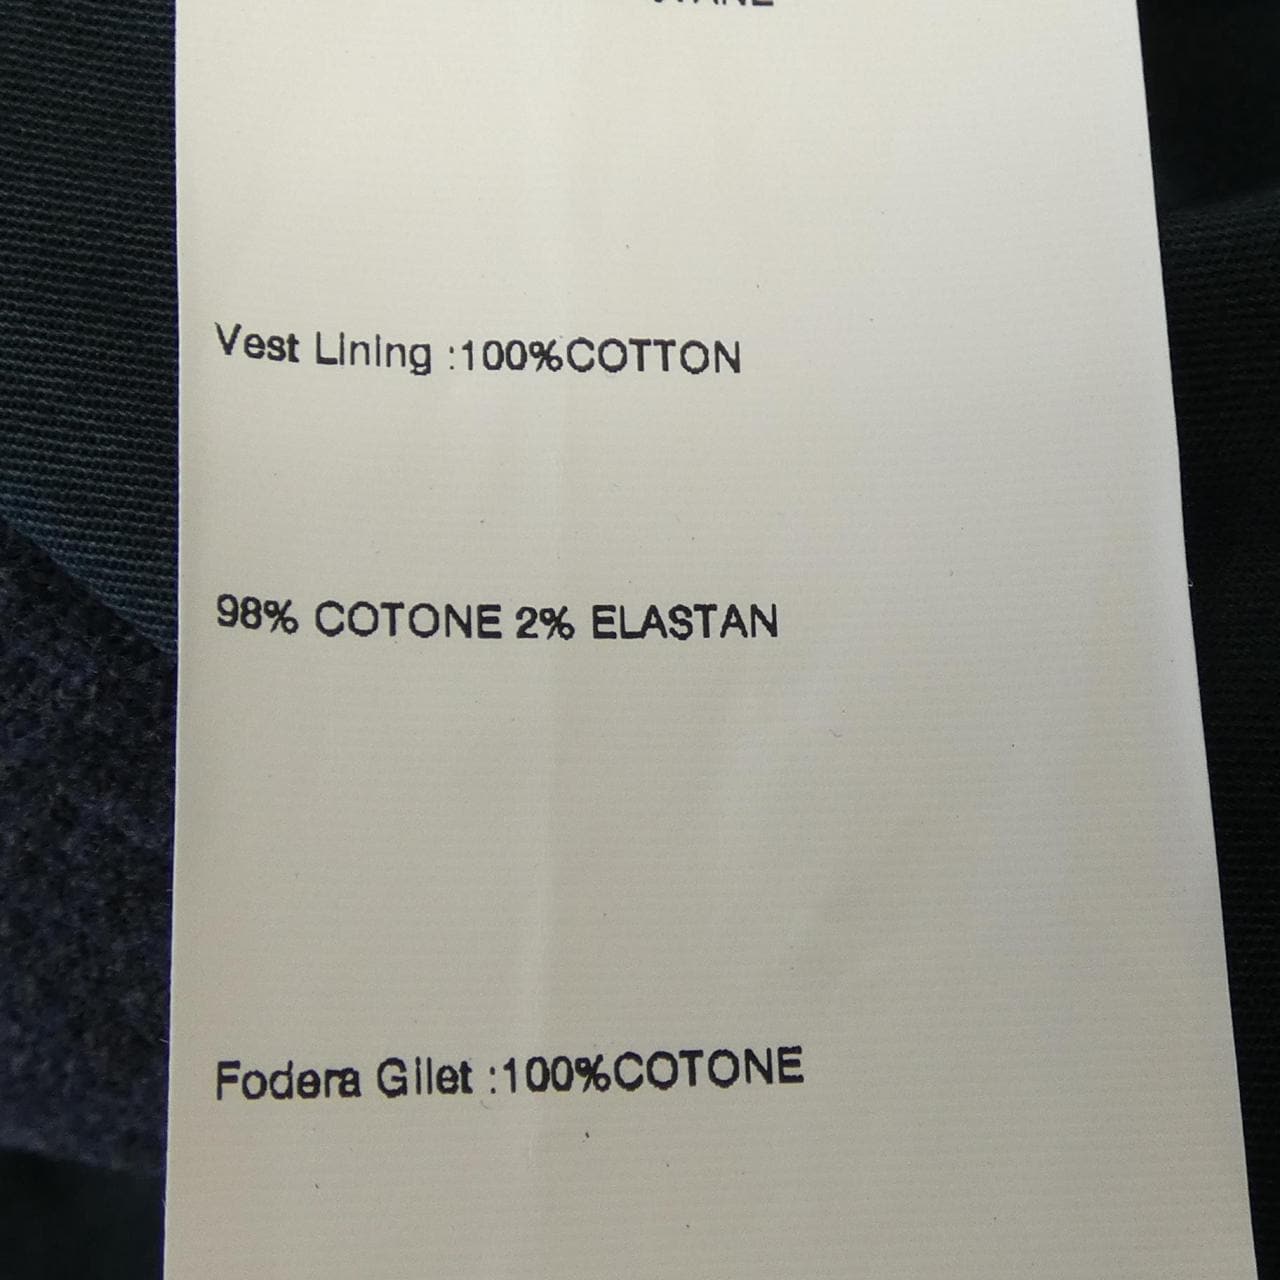 Vest Lining :100%COTTON
98% COTONE 2% ELASTAN
Fodera Gilet :100%COTONE